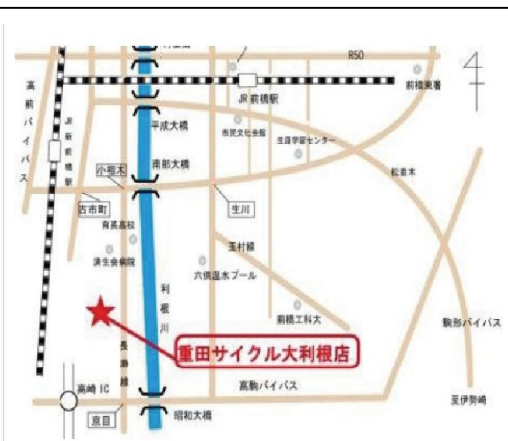 R50
高前バイパス
JR前橋駅
前橋東署
JR新前橋駅
平成大橋
市民文化会館
生涯学習センター
南部大橋
小相木
松並木
古市町
生川
育英高校
玉村線
済生会病院
六供温水プール
利根川
前橋工科大
駒形バイパス
重田サイクル大利根店
長瀞線
高崎IC
高駒バイパス
至伊勢崎
京目
昭和大橋